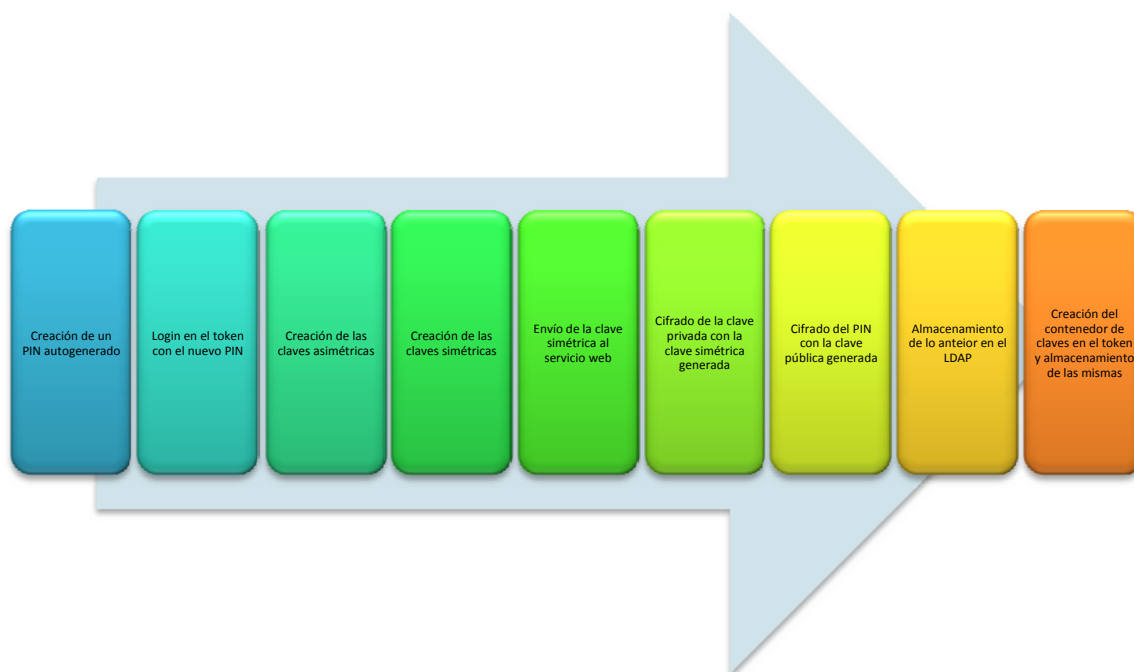 Creación de un
PIN autogenerado
Login en el token
con el nuevo PIN
Creación de las
claves asimétricas
Creación de las
claves simétricas
Envío de la clave
simétrica al
servicio web
Cifrado de la clave
privada con la
clave simétrica
generada
Cifrado del PIN
con la clave
pública generada
Almacenamiento
de lo anteior en el
LDAP
Creación del
contenedor de
claves en el token
y almacenamiento
de las mismas